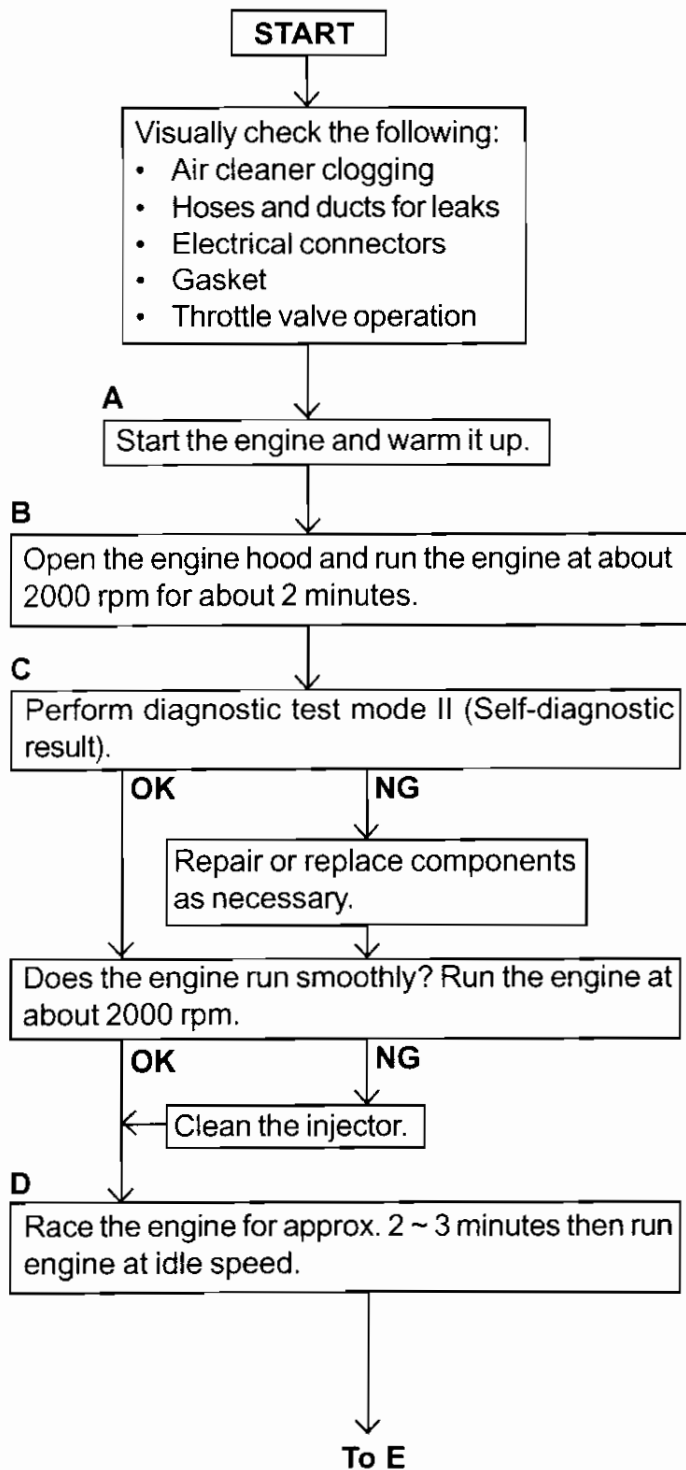 START
Visually check the following:
• Air cleaner clogging
• Hoses and ducts for leaks
• Electrical connectors
• Gasket
• Throttle valve operation
A
Start the engine and warm it up.
B
Open the engine hood and run the engine at about
2000 rpm for about 2 minutes.
C
Perform diagnostic test mode II (Self-diagnostic
result).
OK NG
Repair or replace components
as necessary.
Does the engine run smoothly? Run the engine at
about 2000 rpm.
OK NG
Clean the injector.
D
Race the engine for approx. 2 ~ 3 minutes then run
engine at idle speed.
To E